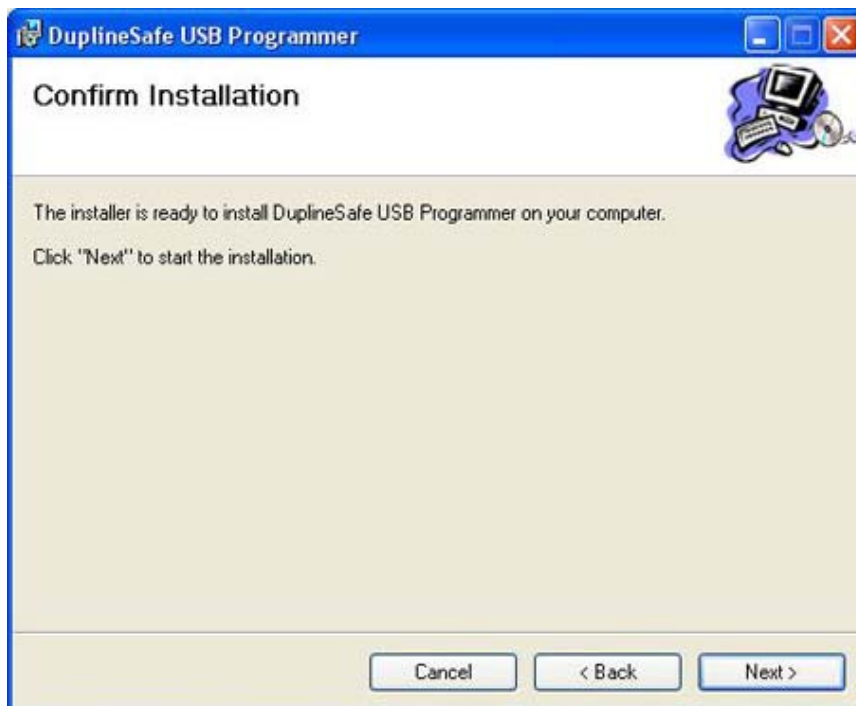 DuplineSafe USB Programmer
Confirm Installation
The installer is ready to install DuplineSafe USB Programmer on your computer.
Click "Next" to start the installation.
Cancel
< Back
Next >